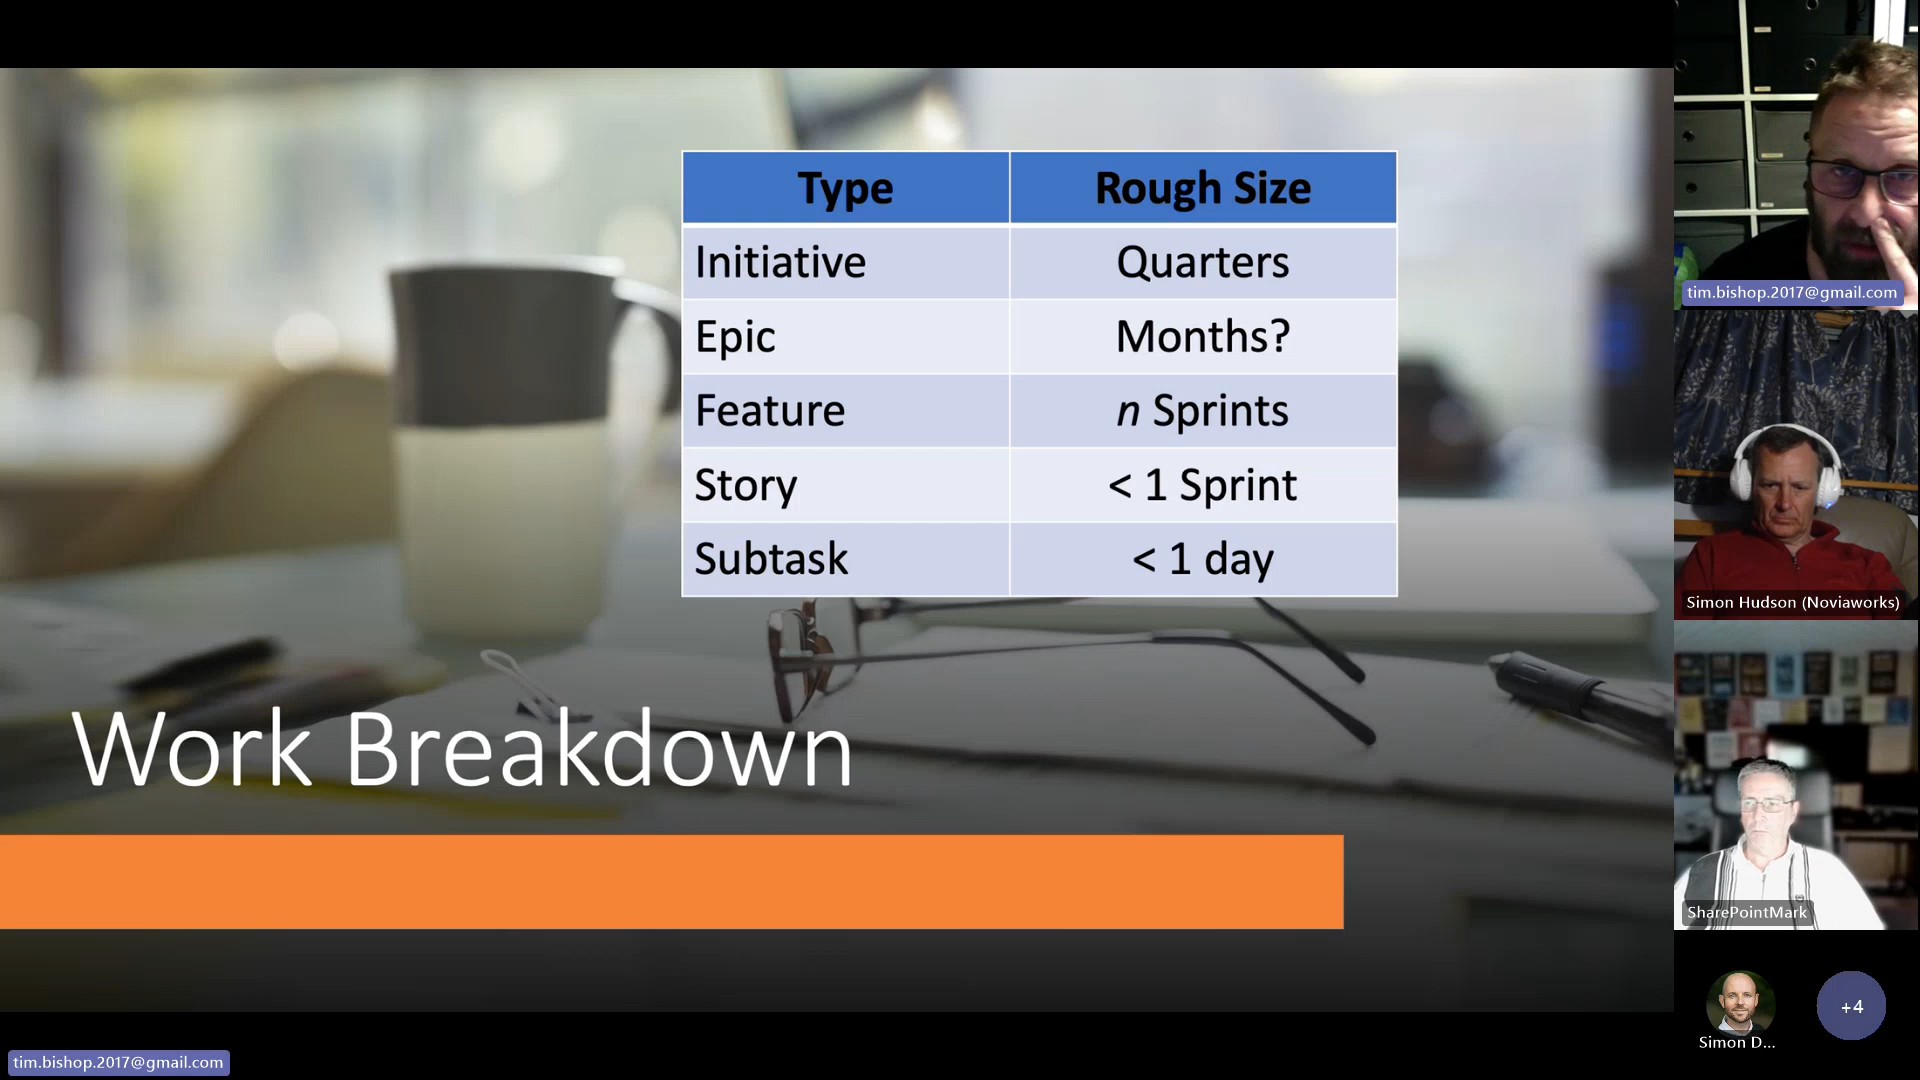 Type Rough Size
Initiative Quarters
Epic Months?
Feature n Sprints
Story < 1 Sprint
Subtask < 1 day
Work Breakdown
tim.bishop.2017@gmail.com
Simon Hudson (Noviaworks)
SharePointMark
Simon D...
+4
tim.bishop.2017@gmail.com